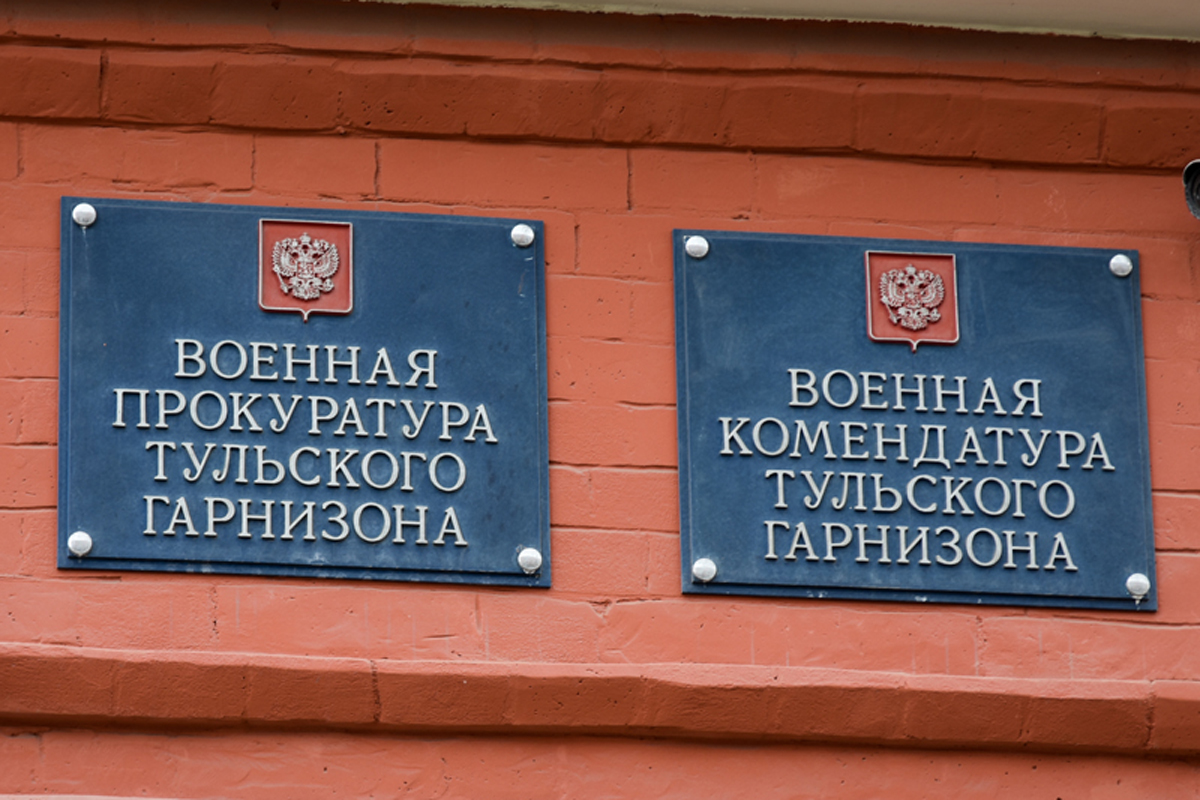 ВОЕННАЯ
ПРОКУРАТУРА
ТУЛЬСКОГО
ГАРНИЗОНА
ВОЕННАЯ
КОМЕНДАТУРА
ТУЛЬСКОГО
ГАРНИЗОНА